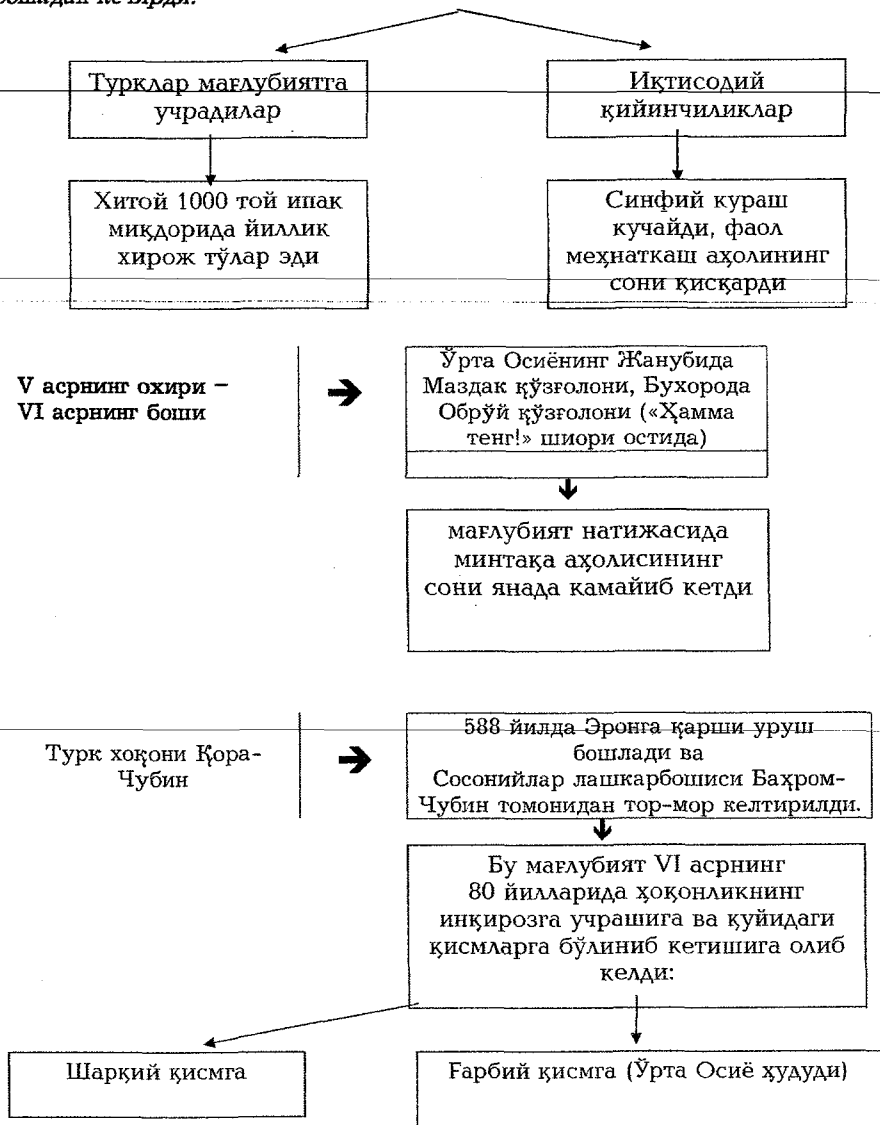 Турклар мағлубиятга
учрадилар
Иқтисодий
қийинчиликлар
Хитой 1000 той ипак
миқдорида йиллик
хирож тўлар эди
Синфий кураш
кучайди, фаол
меҳнаткаш аҳолининг
сони қисқарди
V асрнинг охири –
VI асрнинг боши
Ўрта Осиёнинг Жанубида
Маздак қўзғолони, Бухорода
Обрўй қўзғолони («Ҳамма
тенг!» шиори остида)
мағлубият натижасида
минтақа аҳолисининг
сони янада камайиб кетди
Турк хоқони Қора-
Чубин
588 йилда Эронга қарши уруш
бошлади ва
Сосонийлар лашкарбошиси Баҳром-
Чубин томонидан тор-мор келтирилди.
Бу мағлубият VI асрнинг
80 йилларида ҳоқонликнинг
инқирозга учрашига ва қуйидаги
қисмларга бўлиниб кетишига олиб
келди:
Шарқий қисмга
Ғарбий қисмга (Ўрта Осиё ҳудуди)